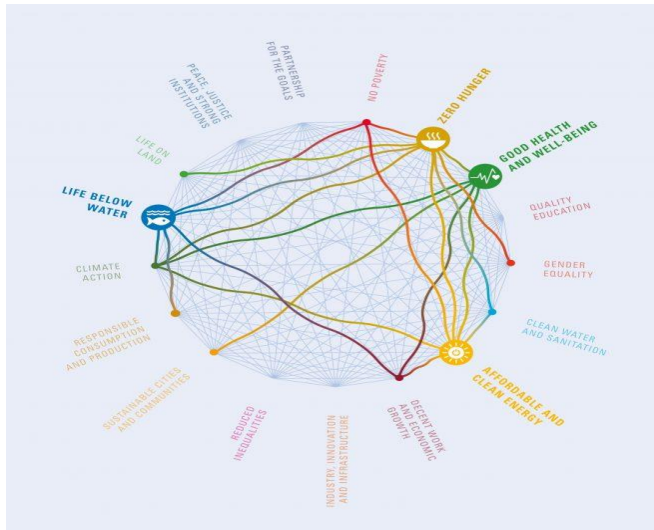 NO POVERTY
ZERO HUNGER
GOOD HEALTH
AND WELL-BEING
QUALITY
EDUCATION
GENDER
EQUALITY
CLEAN WATER
AND SANITATION
AFFORDABLE AND
CLEAN ENERGY
DECENT WORK
AND ECONOMIC
GROWTH
INDUSTRY, INNOVATION
AND INFRASTRUCTURE
REDUCED
INEQUALITIES
SUSTAINABLE CITIES
AND COMMUNITIES
RESPONSIBLE
CONSUMPTION
AND PRODUCTION
CLIMATE
ACTION
LIFE BELOW
WATER
LIFE ON
LAND
PEACE, JUSTICE
AND STRONG
INSTITUTIONS
PARTNERSHIP
FOR THE GOALS